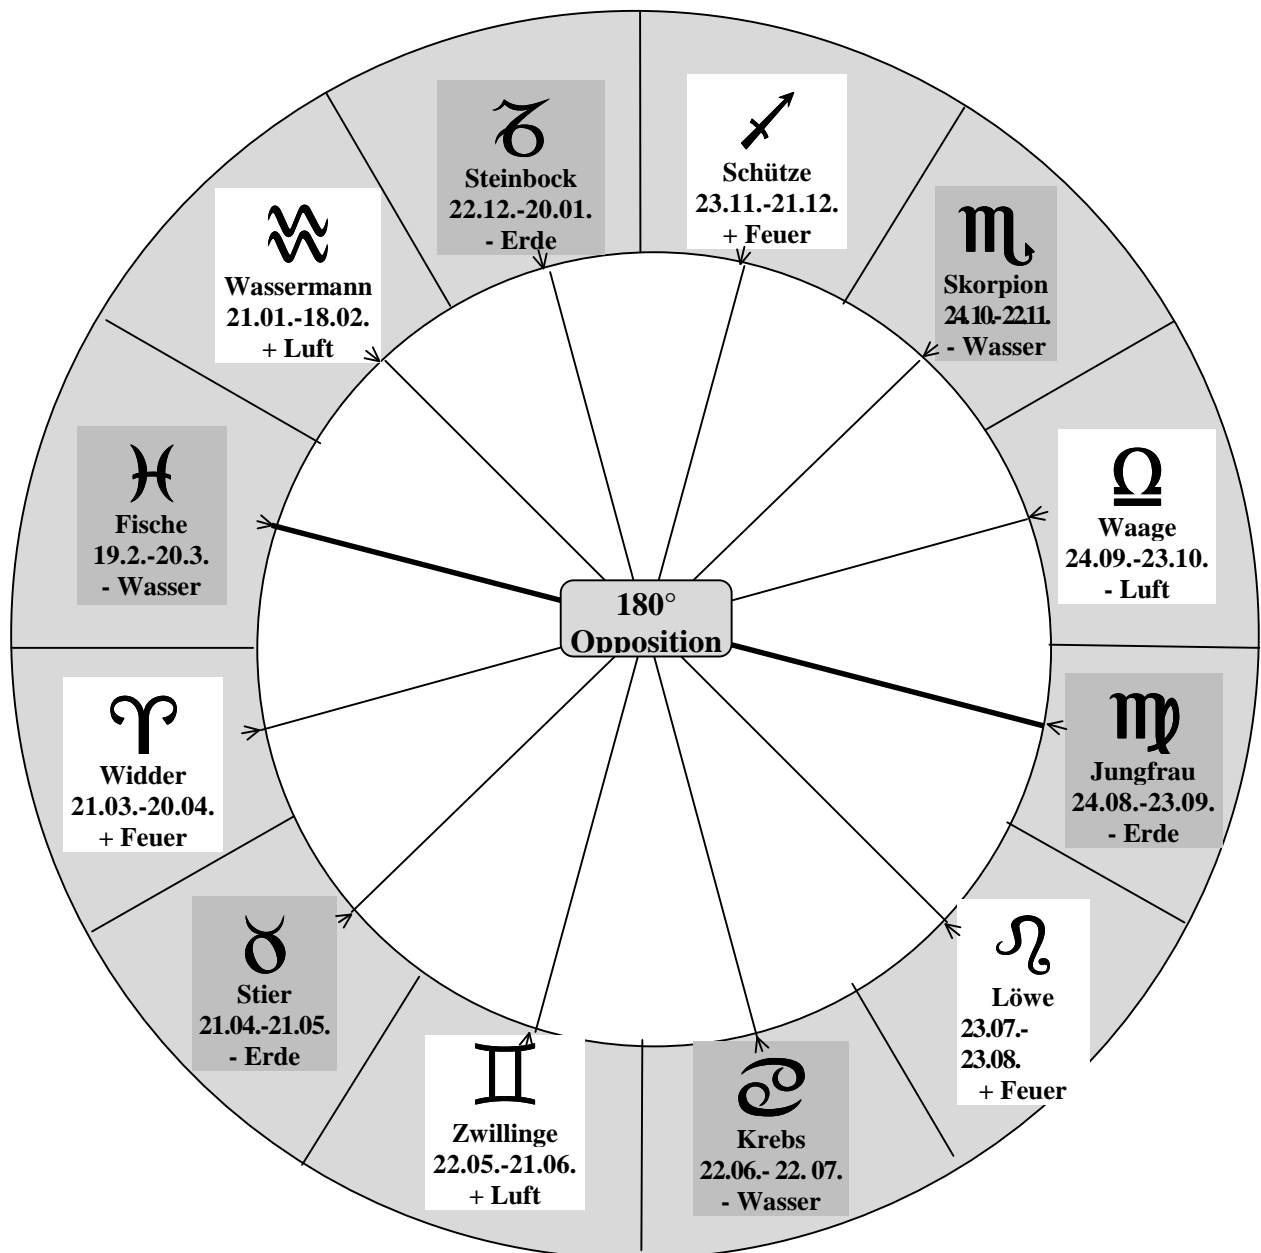 Steinbock
22.12.-20.01.
- Erde
Schütze
23.11.-21.12.
+ Feuer
Wassermann
21.01.-18.02.
+ Luft
Skorpion
24.10.-22.11.
- Wasser
Fische
19.2.-20.3.
- Wasser
Waage
24.09.-23.10.
- Luft
180°
Opposition
Widder
21.03.-20.04.
+ Feuer
Jungfrau
24.08.-23.09.
- Erde
Stier
21.04.-21.05.
- Erde
Löwe
23.07.-
23.08.
+ Feuer
Zwillinge
22.05.-21.06.
+ Luft
Krebs
22.06.- 22. 07.
- Wasser